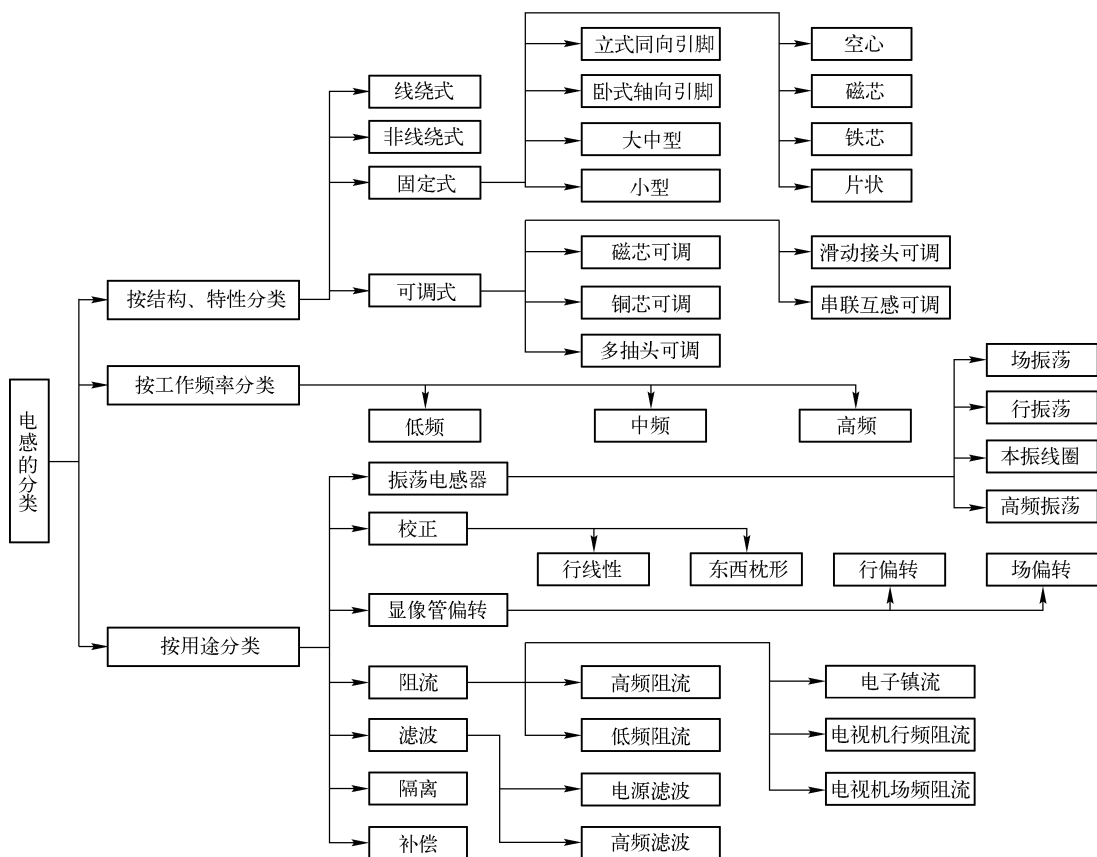 电感的分类
按结构、特性分类
线绕式
非线绕式
固定式
立式同向引脚
卧式轴向引脚
大中型
小型
空心
磁芯
铁芯
片状
可调式
磁芯可调
铜芯可调
多抽头可调
滑动接头可调
串联互感可调
按工作频率分类
低频
中频
高频
按用途分类
振荡电感器
场振荡
行振荡
本振线圈
高频振荡
校正
行线性
东西枕形
显像管偏转
行偏转
场偏转
阻流
高频阻流
低频阻流
电子镇流
电视机行频阻流
电视机场频阻流
滤波
电源滤波
高频滤波
隔离
补偿